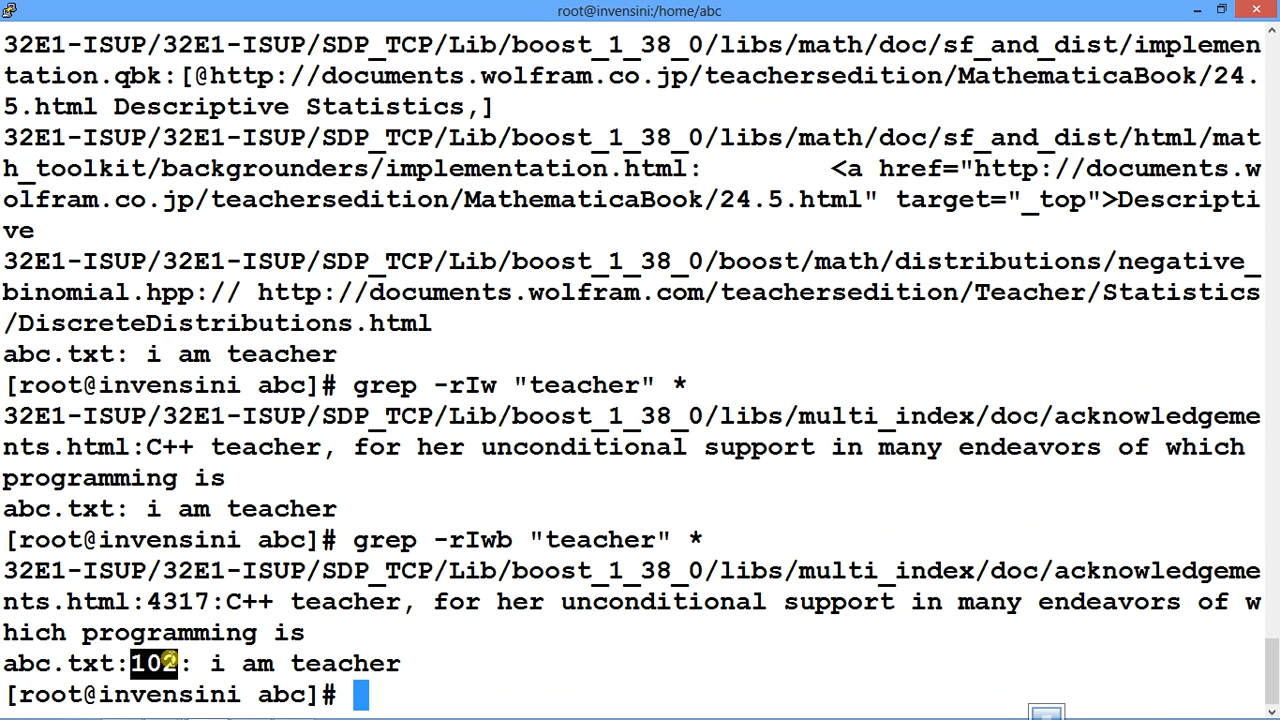 root@invensini:/home/abc
32E1-ISUP/32E1-ISUP/SDP_TCP/Lib/boost_1_38_0/libs/math/doc/sf_and_dist/implemen
tation.qbk:[@http://documents.wolfram.co.jp/teachersedition/MathematicaBook/24.
5.html Descriptive Statistics,]
32E1-ISUP/32E1-ISUP/SDP_TCP/Lib/boost_1_38_0/libs/math/doc/sf_and_dist/html/mat
h_toolkit/backgrounders/implementation.html:        <a href="http://documents.w
olfram.co.jp/teachersedition/MathematicaBook/24.5.html" target="_top">Descripti
ve
32E1-ISUP/32E1-ISUP/SDP_TCP/Lib/boost_1_38_0/boost/math/distributions/negative_
binomial.hpp:// http://documents.wolfram.com/teachersedition/Teacher/Statistics
/DiscreteDistributions.html
abc.txt: i am teacher
[root@invensini abc]# grep -rIw "teacher" *
32E1-ISUP/32E1-ISUP/SDP_TCP/Lib/boost_1_38_0/libs/multi_index/doc/acknowledgeme
nts.html:C++ teacher, for her unconditional support in many endeavors of which
programming is
abc.txt: i am teacher
[root@invensini abc]# grep -rIwb "teacher" *
32E1-ISUP/32E1-ISUP/SDP_TCP/Lib/boost_1_38_0/libs/multi_index/doc/acknowledgeme
nts.html:4317:C++ teacher, for her unconditional support in many endeavors of w
hich programming is
abc.txt:102: i am teacher
[root@invensini abc]#